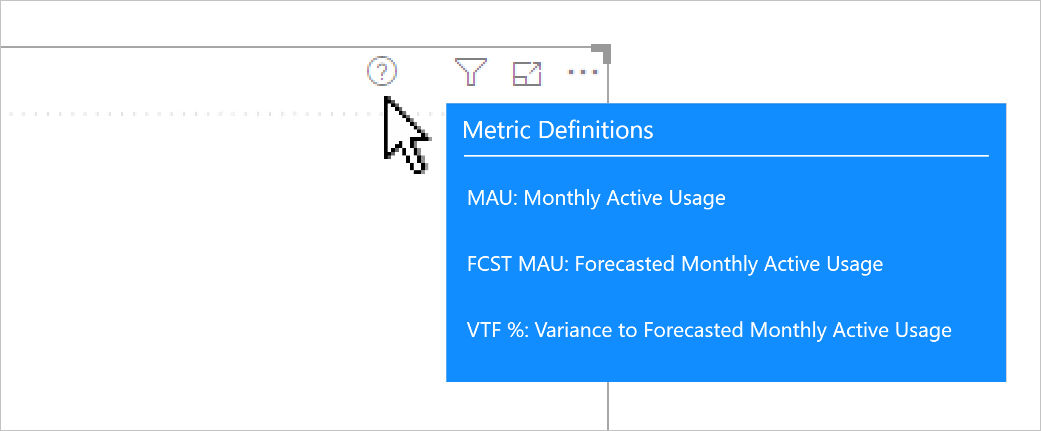 Metric Definitions
MAU: Monthly Active Usage
FCST MAU: Forecasted Monthly Active Usage
VTF %: Variance to Forecasted Monthly Active Usage